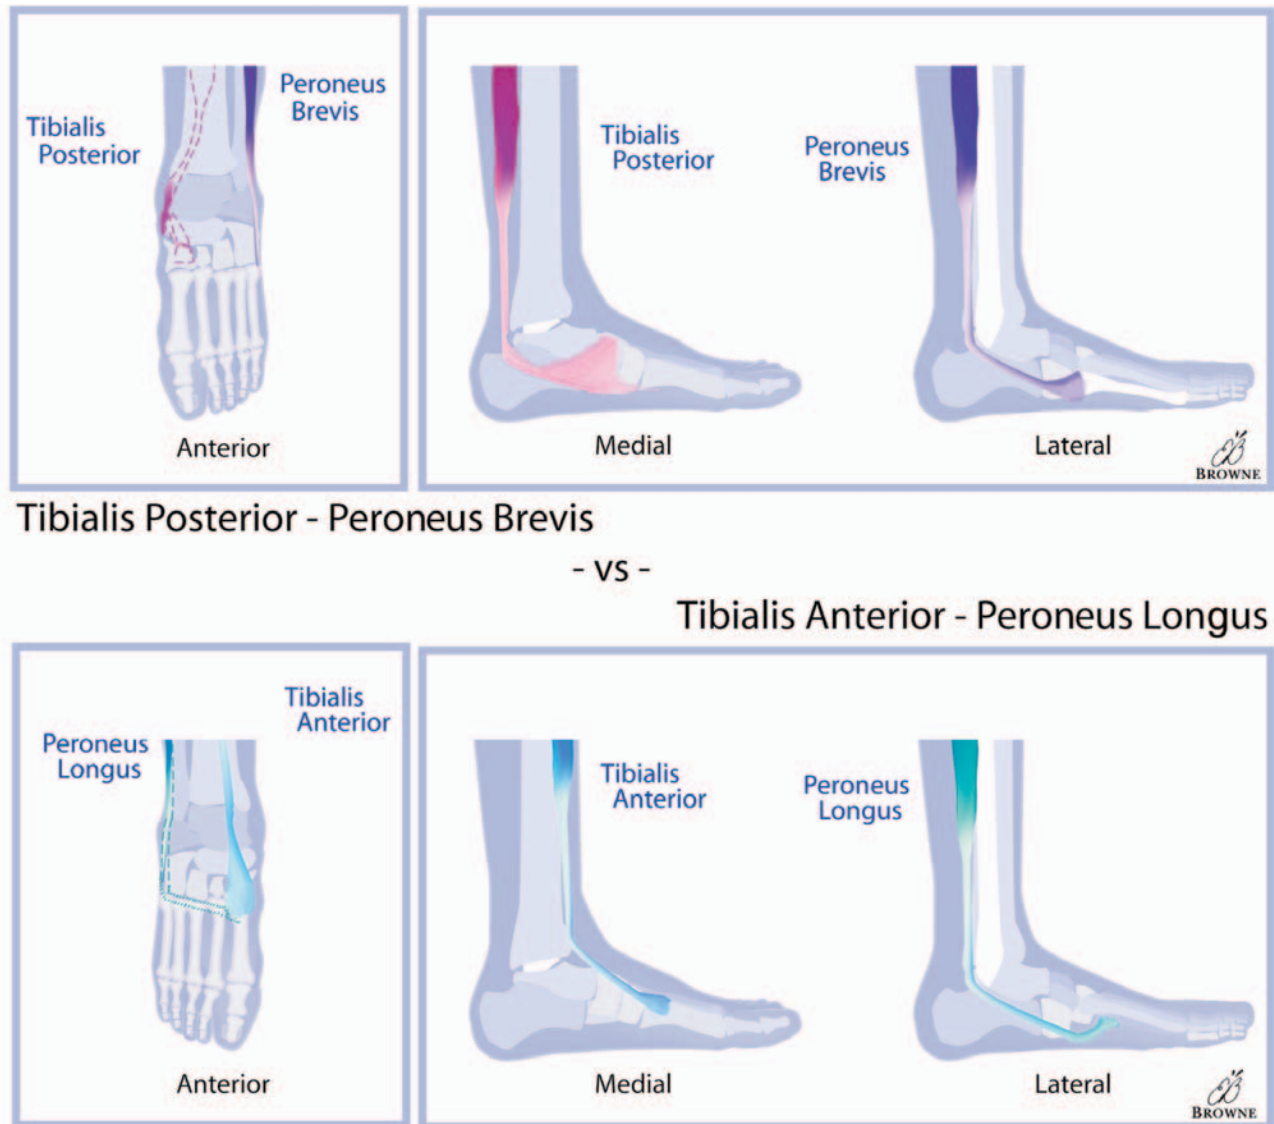 Tibialis
Posterior
Peroneus
Brevis
Anterior
Tibialis
Posterior
Peroneus
Brevis
Medial
Lateral
BROWNE
Tibialis Posterior - Peroneus Brevis
- vs -
Tibialis Anterior - Peroneus Longus
Peroneus
Longus
Tibialis
Anterior
Anterior
Tibialis
Anterior
Peroneus
Longus
Medial
Lateral
BROWNE